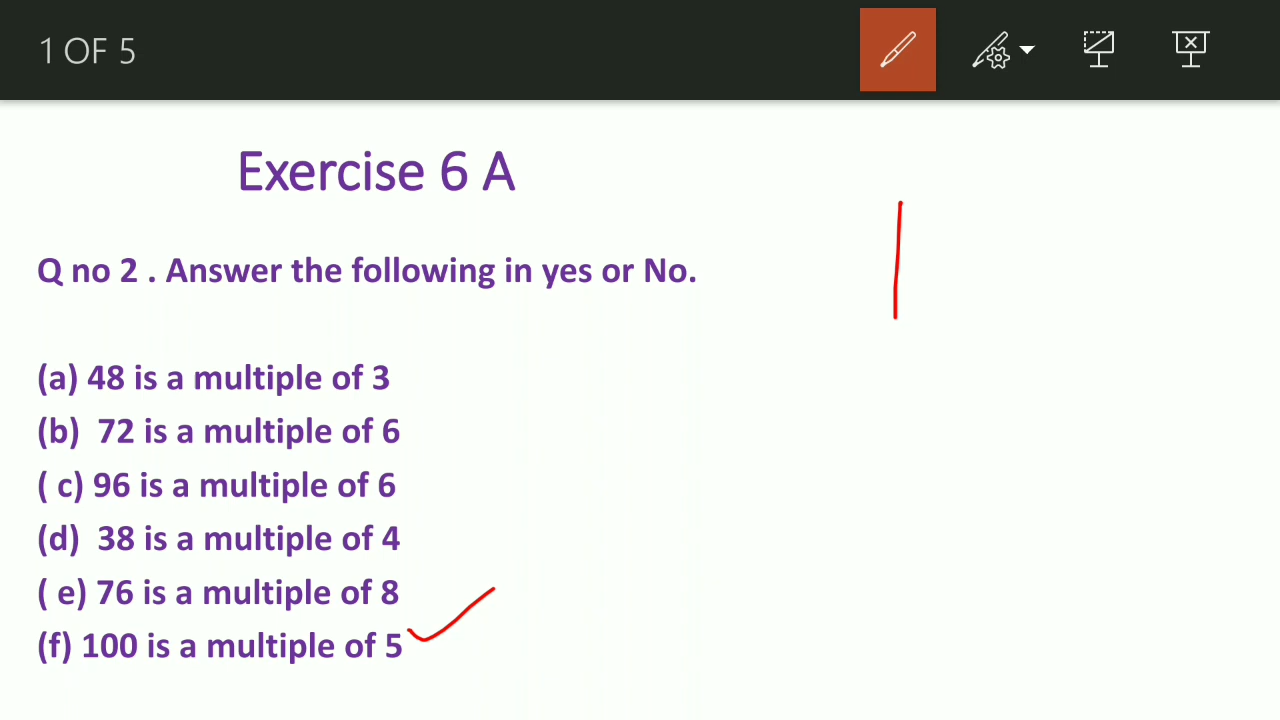 1 OF 5
Exercise 6 A
Q no 2 . Answer the following in yes or No.
(a) 48 is a multiple of 3
(b) 72 is a multiple of 6
( c) 96 is a multiple of 6
(d) 38 is a multiple of 4
( e) 76 is a multiple of 8
(f) 100 is a multiple of 5